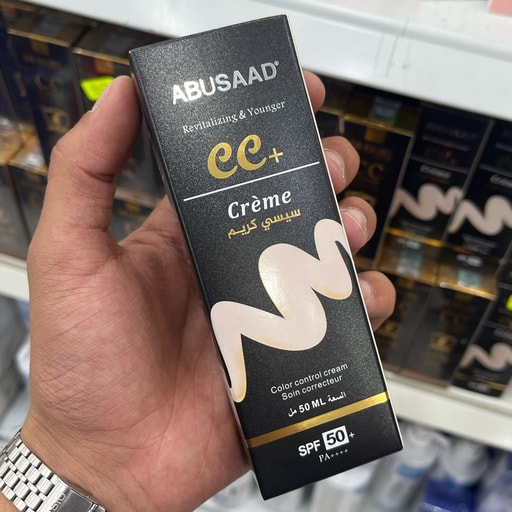 ABUSAAD®
Revitalizing & Younger
CC+
Crème
سيسي كريم
Color control cream
Soin correcteur
السعة 50 ML مل
SPF 50+
PA++++